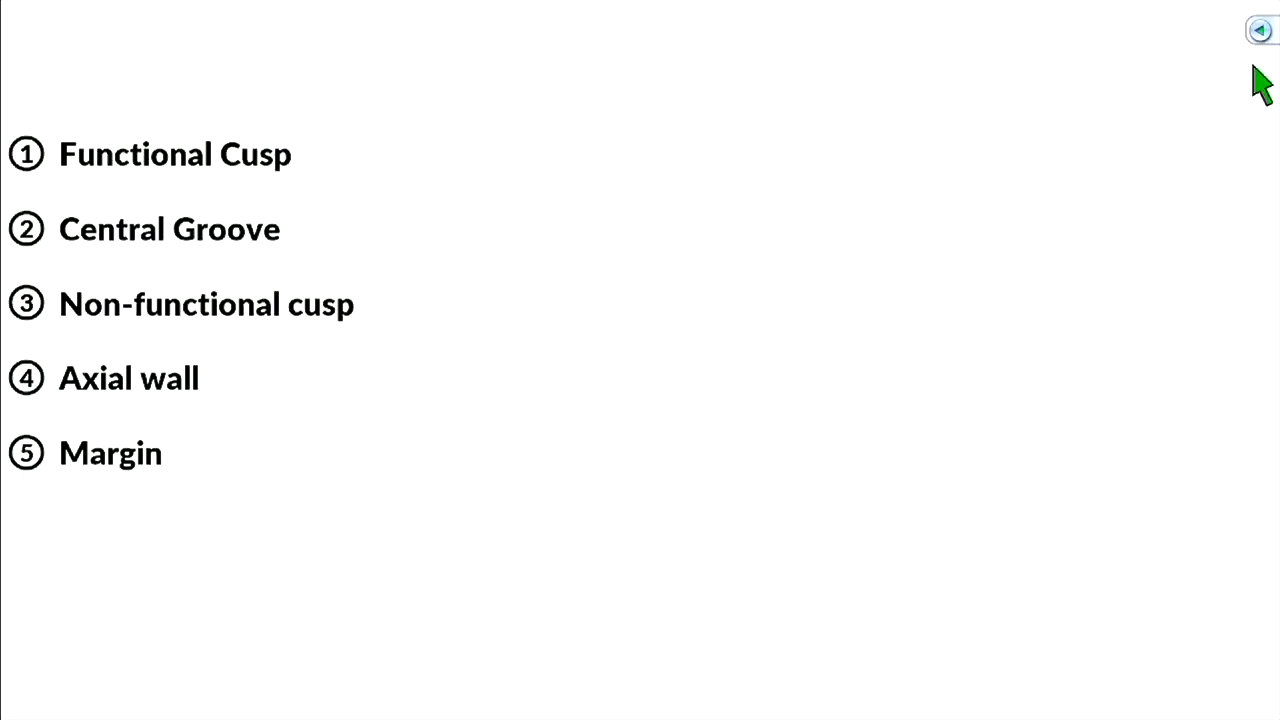 ① Functional Cusp
② Central Groove
③ Non-functional cusp
④ Axial wall
⑤ Margin